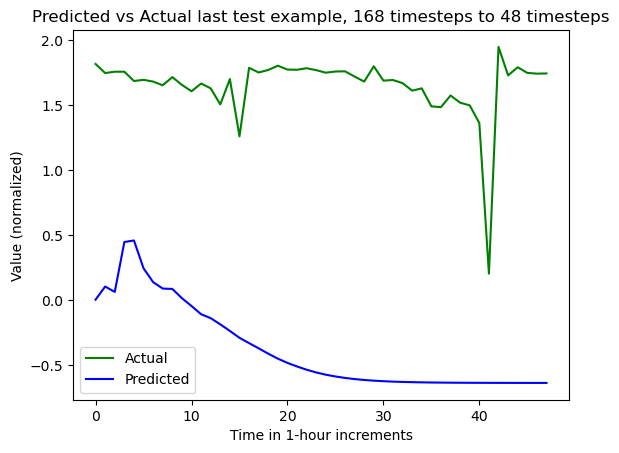 Predicted vs Actual last test example, 168 timesteps to 48 timesteps
Value (normalized)
2.0
1.5
1.0
0.5
0.0
−0.5
Actual
Predicted
0 10 20 30 40
Time in 1-hour increments